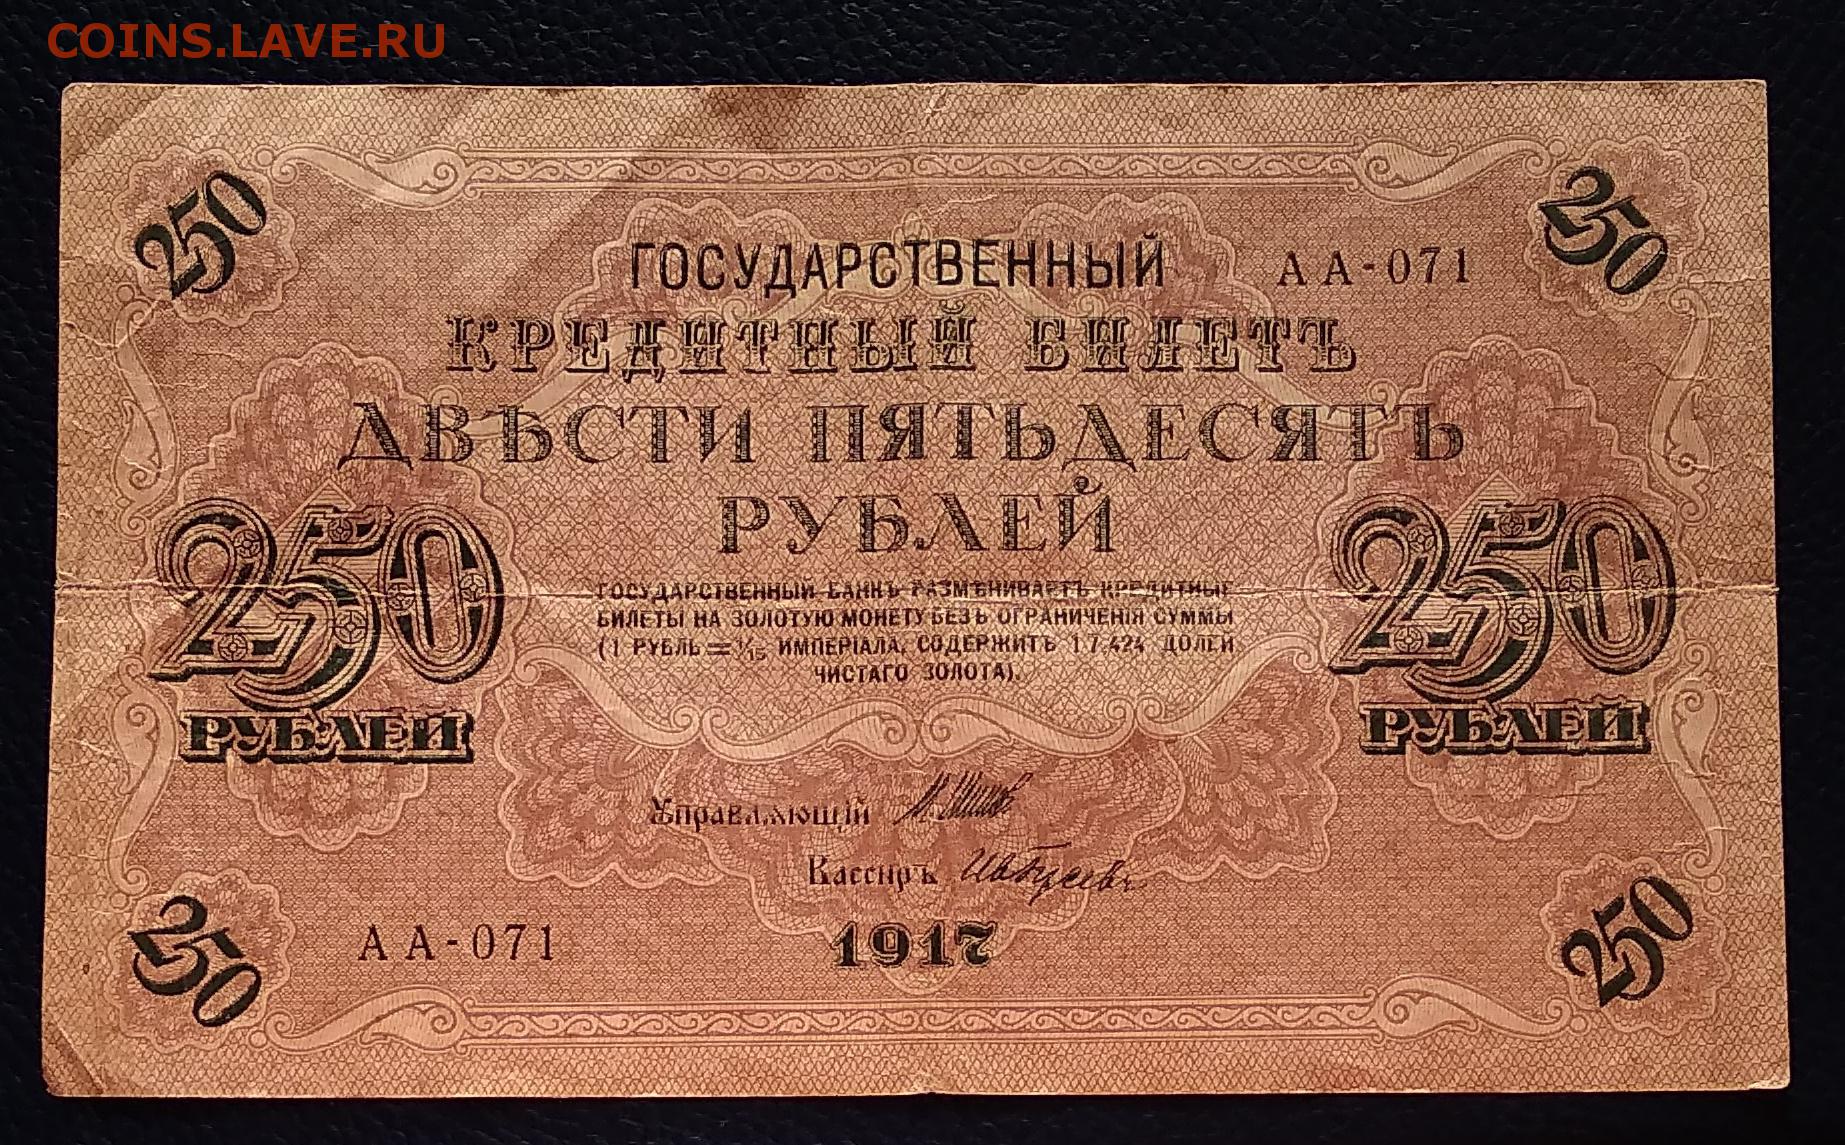 COINS.LAVE.RU
250 250
ГОСУДАРСТВЕННЫЙ АА-071
КРЕДИТНЫЙ БИЛЕТЪ
ДВѢСТИ ПЯТЬДЕСЯТЪ
РУБЛЕЙ
250 250
РУБЛЕЙ РУБЛЕЙ
ГОСУДАРСТВЕННЫЙ БАНКЪ РАЗМѢНИВАЕТЪ КРЕДИТНЫЕ
БИЛЕТЫ НА ЗОЛОТУЮ МОНЕТУ БЕЗЪ ОГРАНИЧЕНІЯ СУММЫ
(1 РУБЛЬ = 1/15 ИМПЕРІАЛА, СОДЕРЖИТЪ 17,424 ДОЛЕЙ
ЧИСТАГО ЗОЛОТА).
Управляющій И. Шипов
Кассиръ
АА-071 1917
250 250